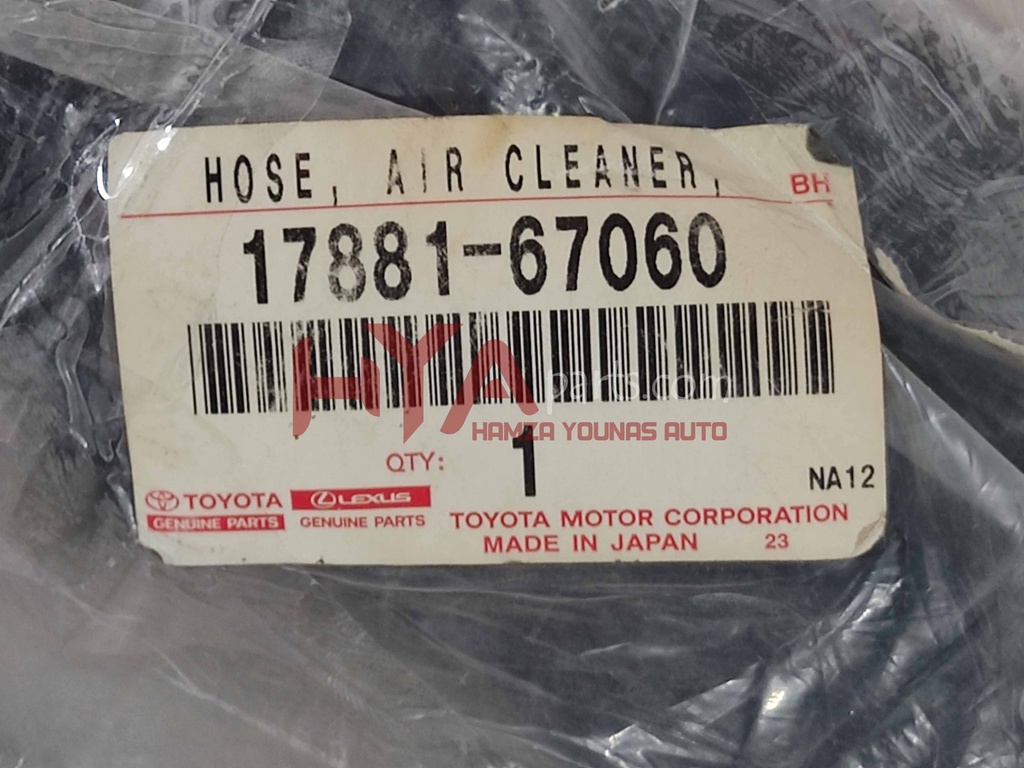 HOSE, AIR CLEANER, BH
17881-67060
HYA parts.com
HAMZA YOUNAS AUTO
QTY: 1
NA12
TOYOTA LEXUS
GENUINE PARTS GENUINE PARTS
TOYOTA MOTOR CORPORATION
MADE IN JAPAN 23